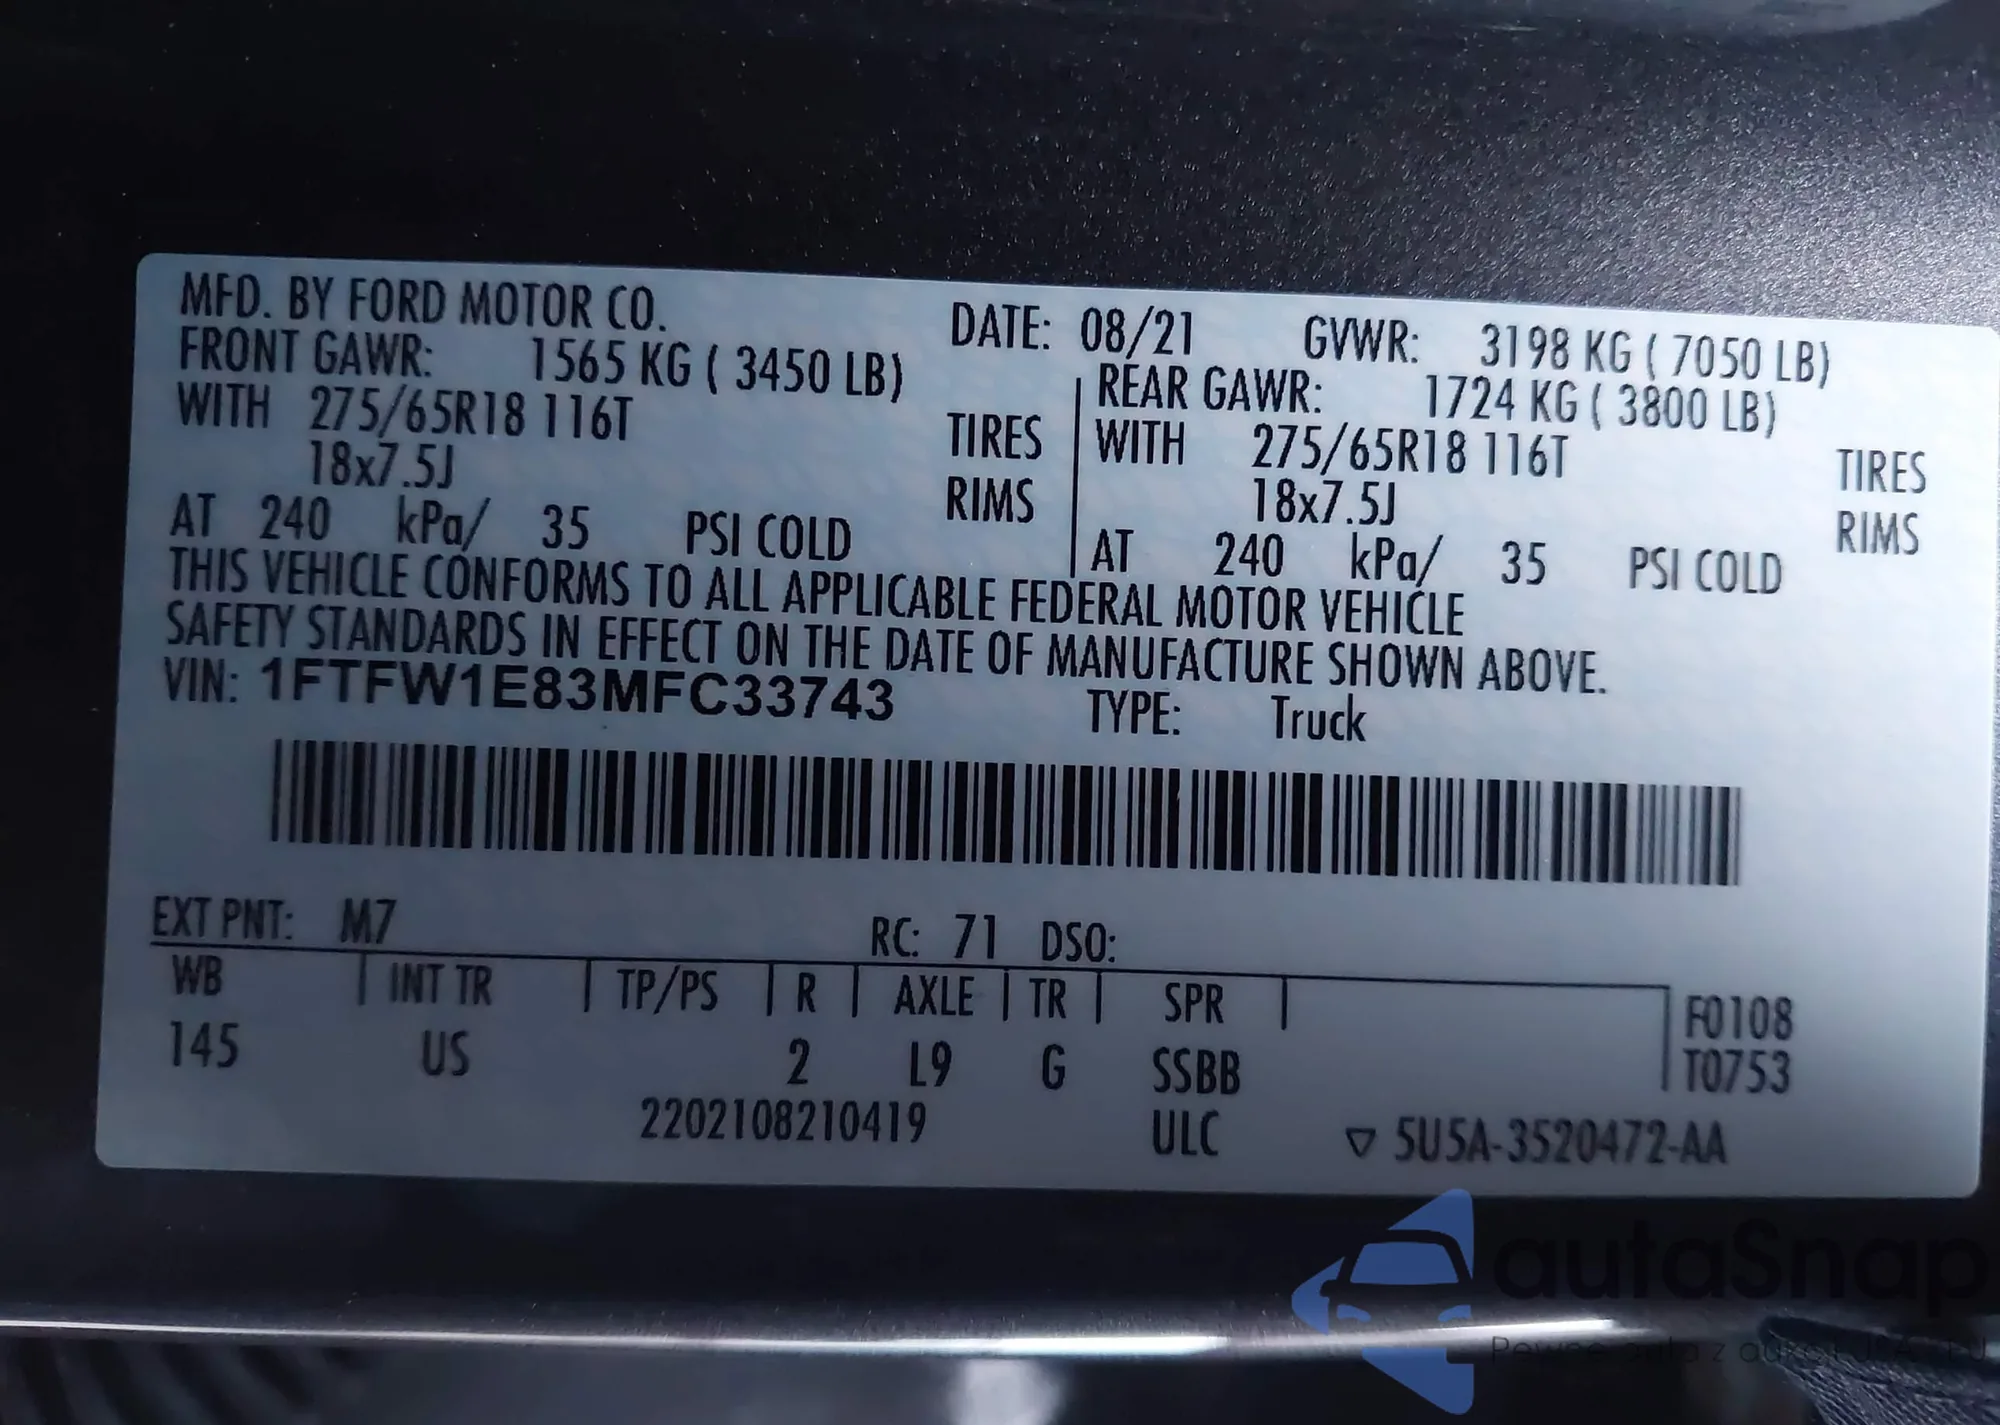 MFD. BY FORD MOTOR CO.
DATE: 08/21 GVWR: 3198 KG ( 7050 LB)
FRONT GAWR: 1565 KG ( 3450 LB)
REAR GAWR: 1724 KG ( 3800 LB)
WITH 275/65R18 116T TIRES
WITH 275/65R18 116T TIRES
18x7.5J RIMS
18x7.5J RIMS
AT 240 kPa/ 35 PSI COLD
AT 240 kPa/ 35 PSI COLD
THIS VEHICLE CONFORMS TO ALL APPLICABLE FEDERAL MOTOR VEHICLE
SAFETY STANDARDS IN EFFECT ON THE DATE OF MANUFACTURE SHOWN ABOVE.
VIN: 1FTFW1E83MFC33743 TYPE: Truck
EXT PNT: M7 RC: 71 DSO:
WB INT TR TP/PS R AXLE TR SPR F0108
145 US 2 L9 G SSBB T0753
2202108210419 ULC ▽ 5U5A-3520472-AA
autaSnap
auta z